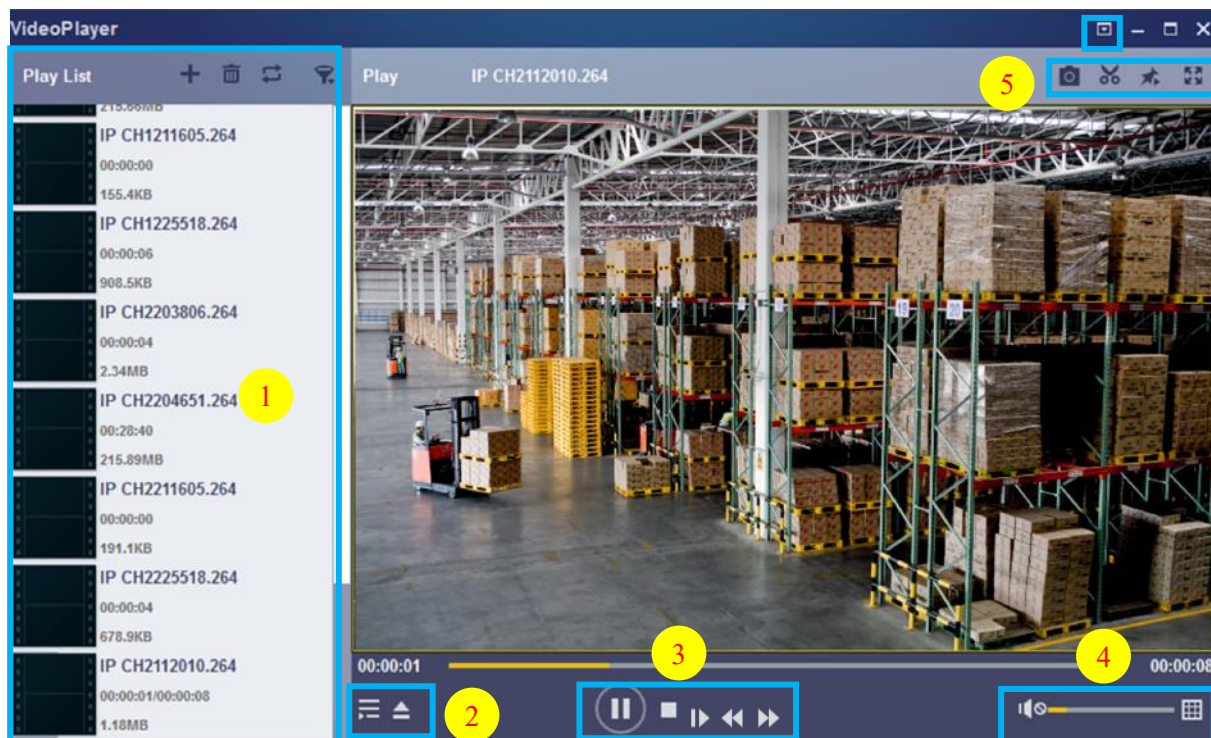 VideoPlayer
Play List
Play IP CH2112010.264
5
215.66MB
IP CH1211605.264
00:00:00
155.4KB
IP CH1225518.264
00:00:06
908.5KB
IP CH2203806.264
00:00:04
2.34MB
IP CH2204651.264
1
00:28:40
215.89MB
IP CH2211605.264
00:00:00
191.1KB
IP CH2225518.264
00:00:04
678.9KB
IP CH2112010.264
00:00:01/00:00:08
1.18MB
19 20
00:00:01
3
4
00:00:08
2